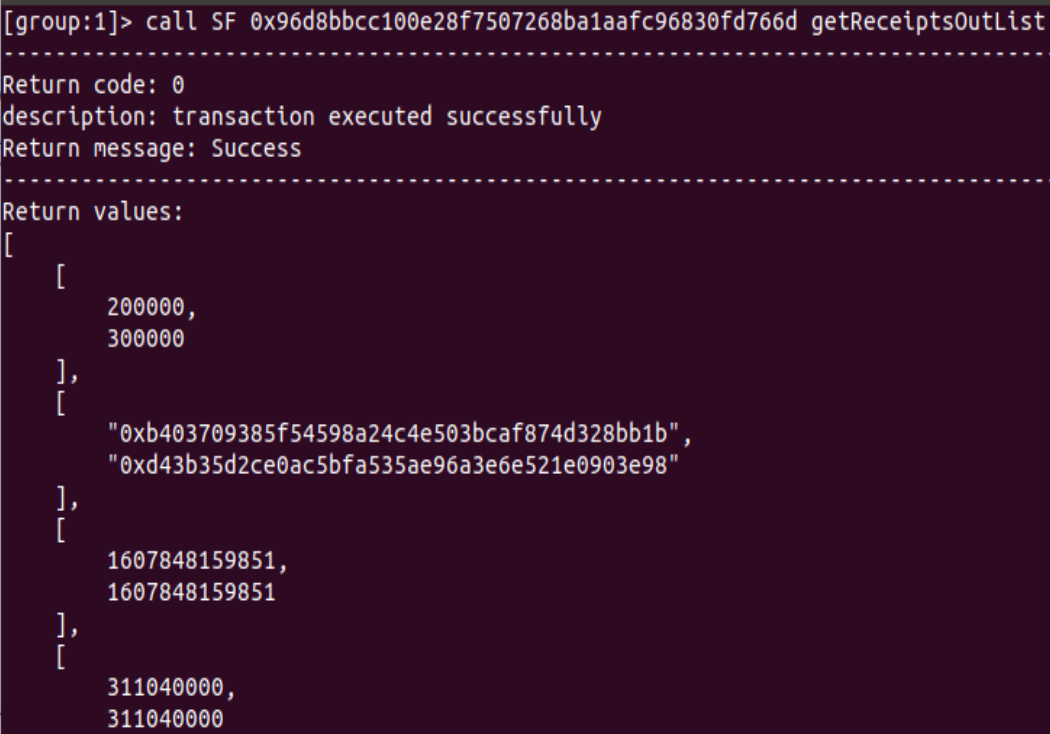 [group:1]> call SF 0x96d8bbcc100e28f7507268ba1aafc96830fd766d getReceiptsOutList
---------------------------------------------------------------------------------
Return code: 0
description: transaction executed successfully
Return message: Success
---------------------------------------------------------------------------------
Return values:
[
    [
        200000,
        300000
    ],
    [
        "0xb403709385f54598a24c4e503bcaf874d328bb1b",
        "0xd43b35d2ce0ac5bfa535ae96a3e6e521e0903e98"
    ],
    [
        1607848159851,
        1607848159851
    ],
    [
        311040000,
        311040000